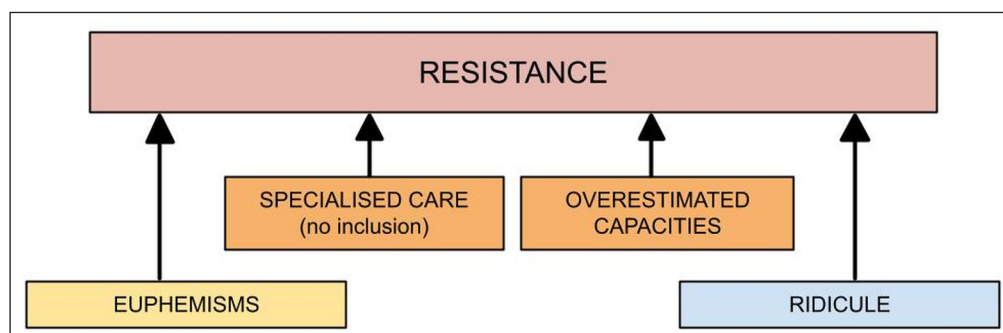 RESISTANCE
SPECIALISED CARE
(no inclusion)
OVERESTIMATED
CAPACITIES
EUPHEMISMS
RIDICULE